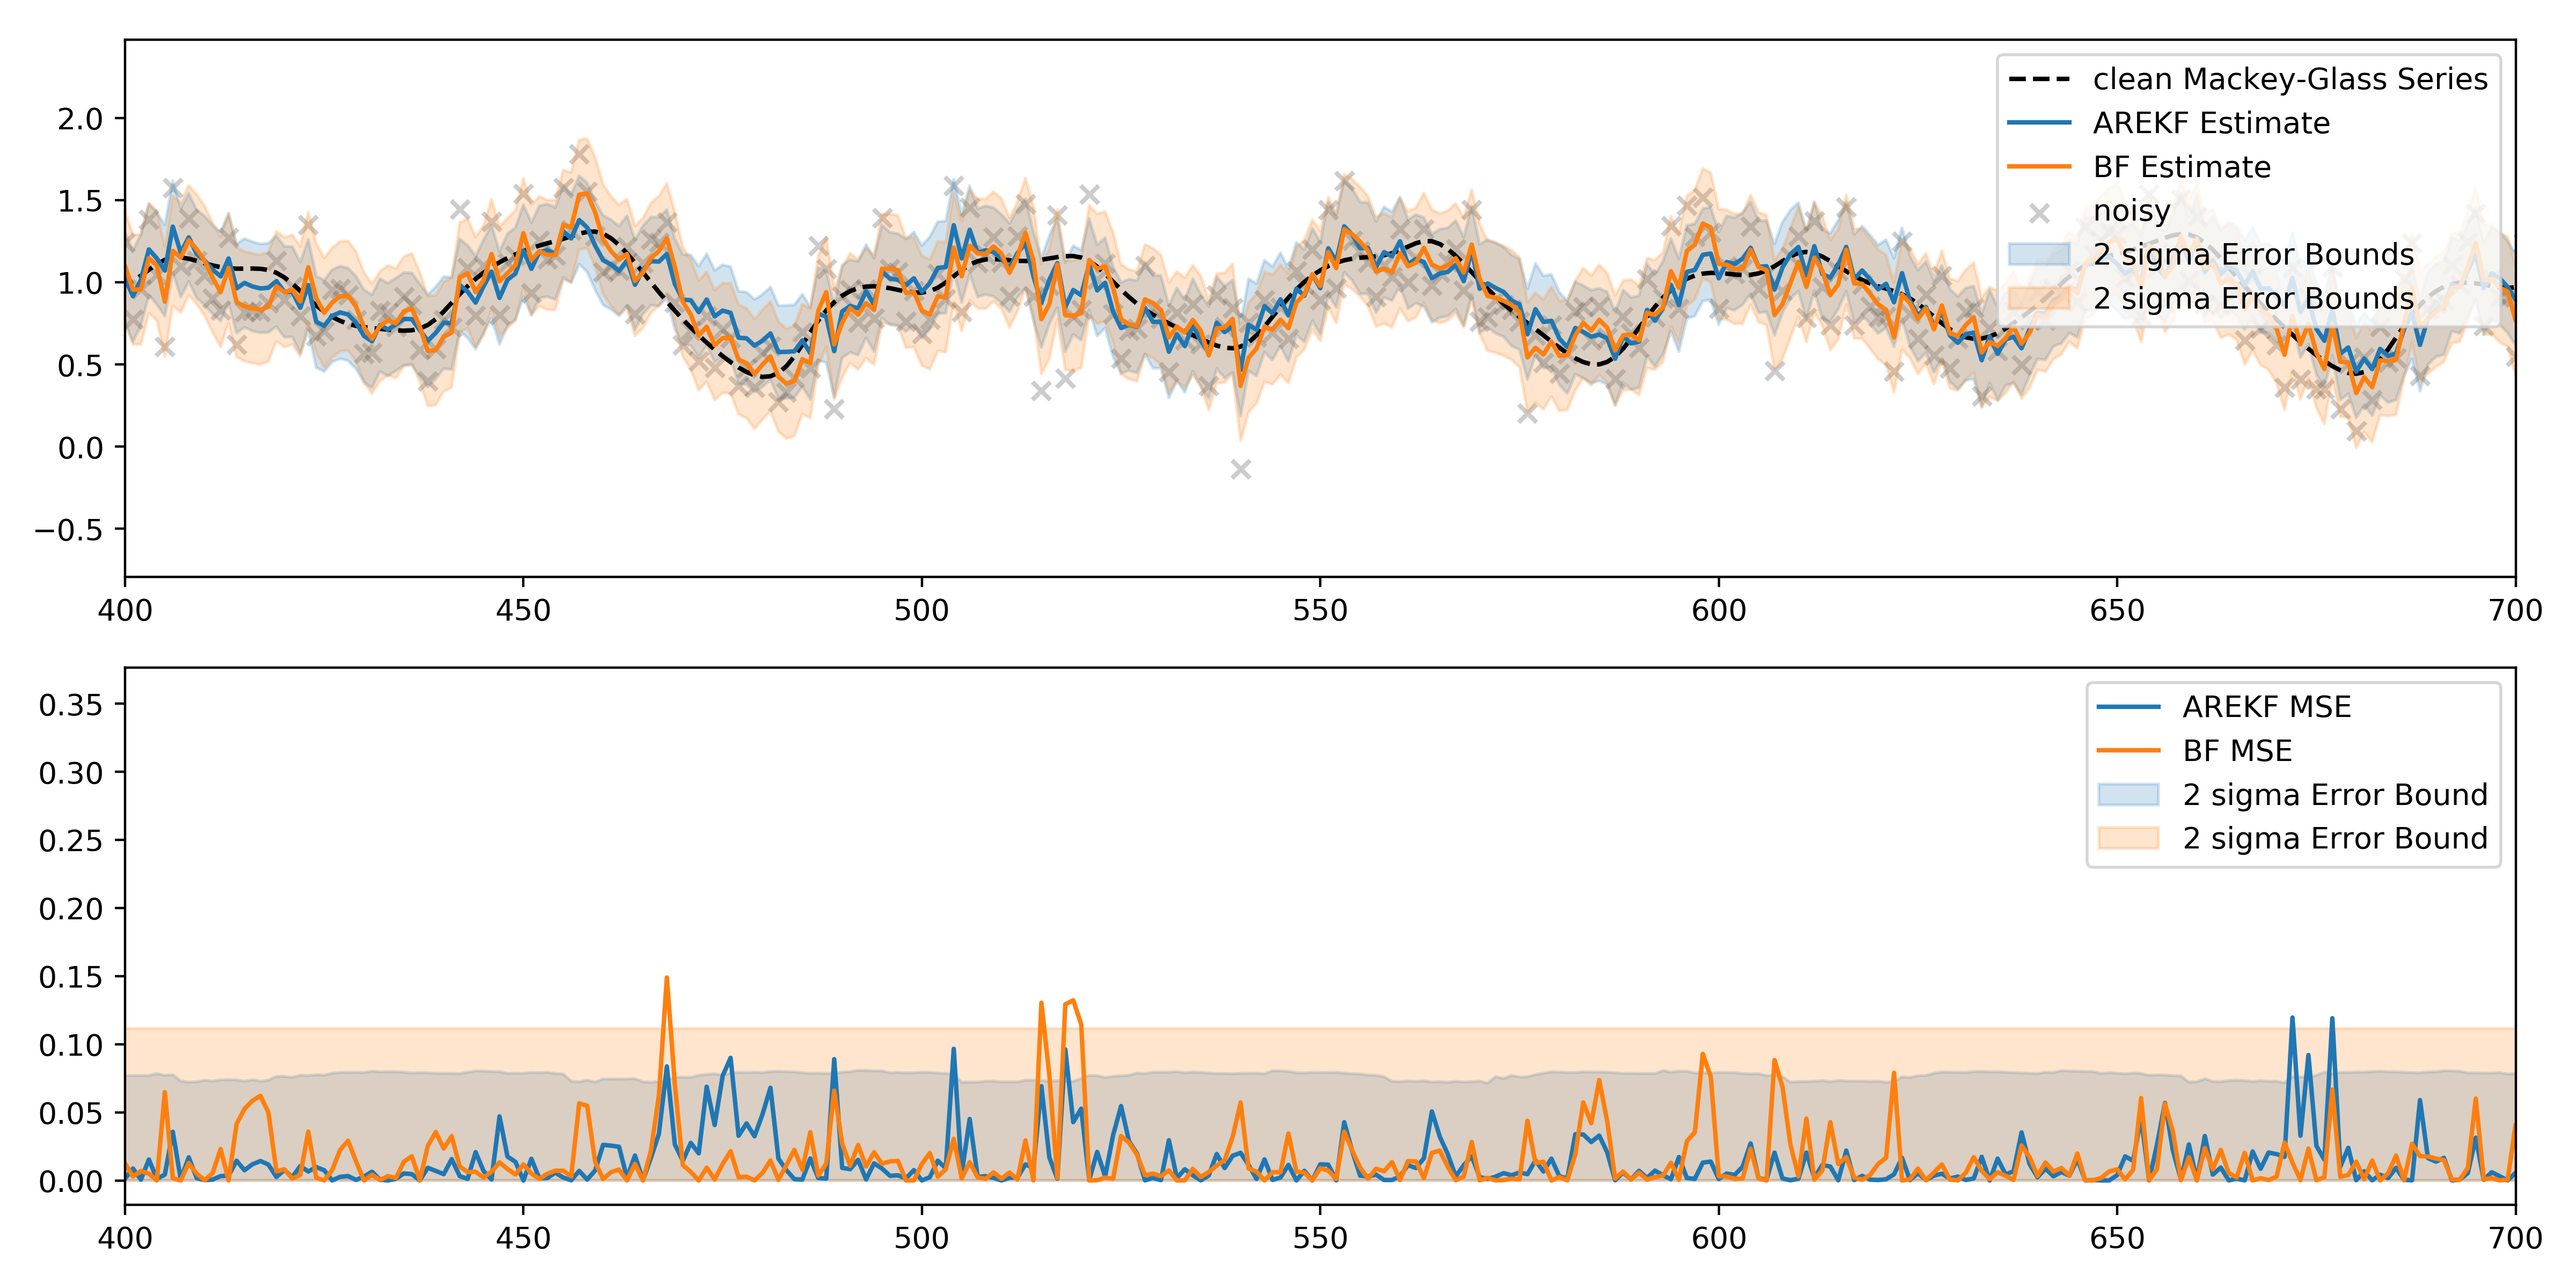 clean Mackey-Glass Series
AREKF Estimate
BF Estimate
noisy
2 sigma Error Bounds
2 sigma Error Bounds
2.0
1.5
1.0
0.5
0.0
−0.5
400 450 500 550 600 650 700
AREKF MSE
BF MSE
2 sigma Error Bound
2 sigma Error Bound
0.35
0.30
0.25
0.20
0.15
0.10
0.05
0.00
400 450 500 550 600 650 700